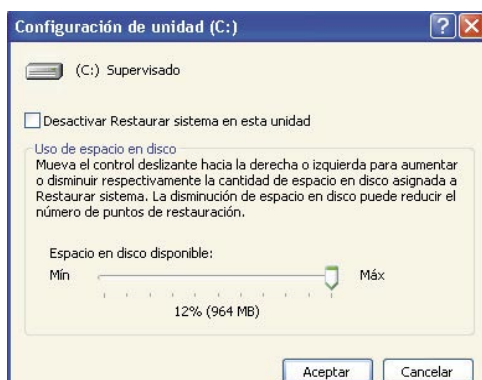 Configuración de unidad (C:)
(C:) Supervisado
Desactivar Restaurar sistema en esta unidad
Uso de espacio en disco
Mueva el control deslizante hacia la derecha o izquierda para aumentar
o disminuir respectivamente la cantidad de espacio en disco asignada a
Restaurar sistema. La disminución de espacio en disco puede reducir el
número de puntos de restauración.
Espacio en disco disponible:
Mín Máx
12% (964 MB)
Aceptar Cancelar